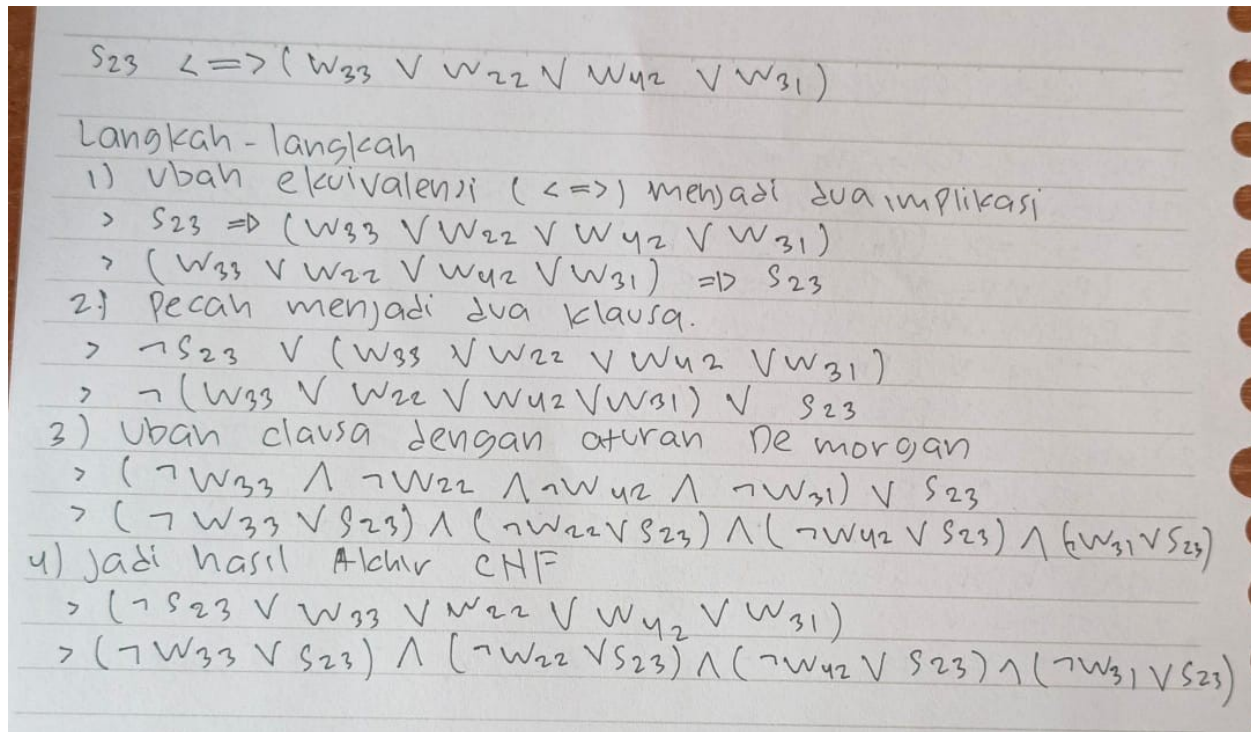 S23 <=> (W33 ∨ W22 ∨ W42 ∨ W31)
Langkah - langkah
1) Ubah ekuivalensi (<=>) menjadi dua implikasi
> S23 => (W33 ∨ W22 ∨ W42 ∨ W31)
> (W33 ∨ W22 ∨ W42 ∨ W31) => S23
2) Pecah menjadi dua klausa.
> ¬S23 ∨ (W33 ∨ W22 ∨ W42 ∨ W31)
> ¬(W33 ∨ W22 ∨ W42 ∨ W31) ∨ S23
3) Ubah clausa dengan aturan De morgan
> (¬W33 ∧ ¬W22 ∧ ¬W42 ∧ ¬W31) ∨ S23
> (¬W33 ∨ S23) ∧ (¬W22 ∨ S23) ∧ (¬W42 ∨ S23) ∧ (¬W31 ∨ S23)
4) Jadi hasil Akhir CNF
> (¬S23 ∨ W33 ∨ W22 ∨ W42 ∨ W31)
> (¬W33 ∨ S23) ∧ (¬W22 ∨ S23) ∧ (¬W42 ∨ S23) ∧ (¬W31 ∨ S23)